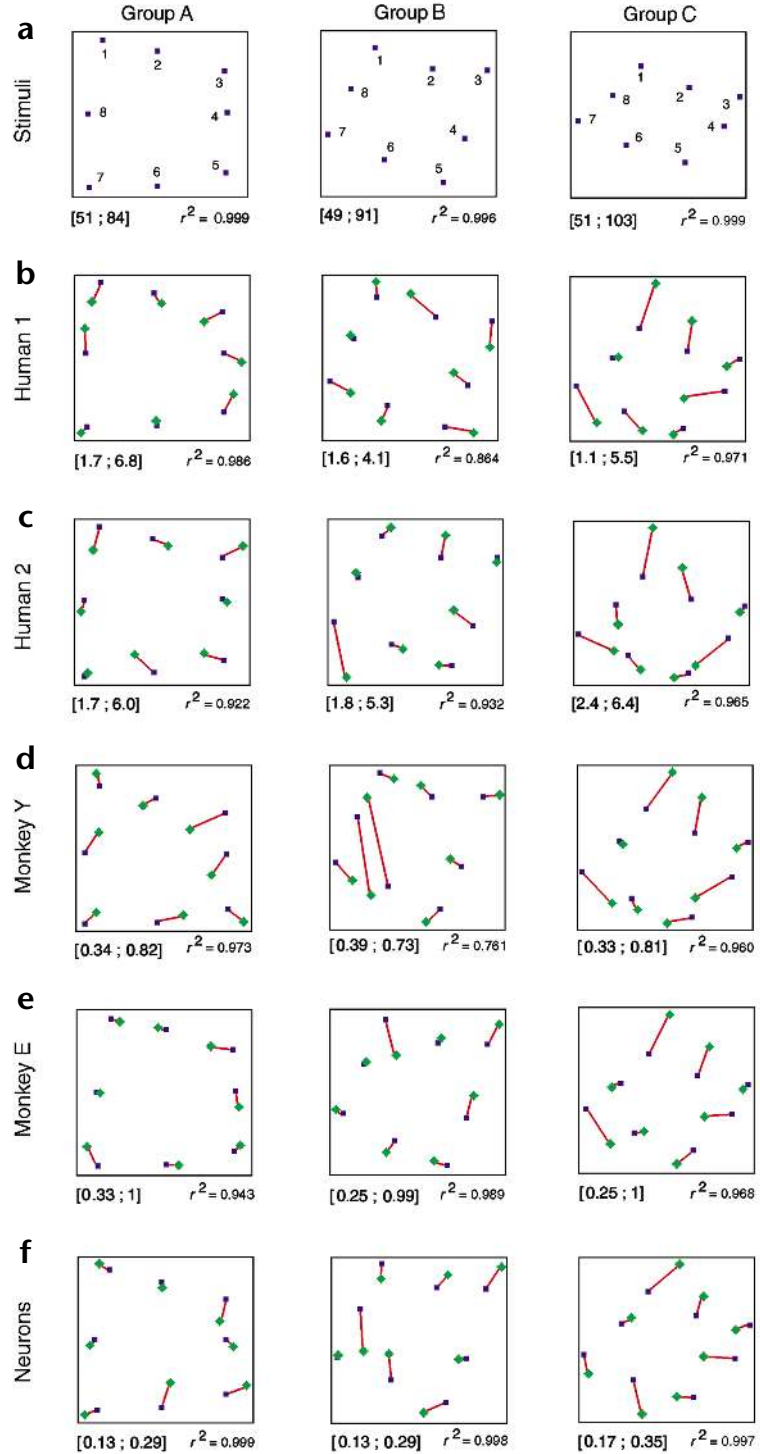 Group A Group B Group C
a
Stimuli
1 2 3 4 5 6 7 8
1 2 3 4 5 6 7 8
1 2 3 4 5 6 7 8
[51 ; 84] r² = 0.999 [49 ; 91] r² = 0.996 [51 ; 103] r² = 0.999
b
Human 1
[1.7 ; 6.8] r² = 0.986 [1.6 ; 4.1] r² = 0.864 [1.1 ; 5.5] r² = 0.971
c
Human 2
[1.7 ; 6.0] r² = 0.922 [1.8 ; 5.3] r² = 0.932 [2.4 ; 6.4] r² = 0.965
d
Monkey Y
[0.34 ; 0.82] r² = 0.973 [0.39 ; 0.73] r² = 0.761 [0.33 ; 0.81] r² = 0.960
e
Monkey E
[0.33 ; 1] r² = 0.943 [0.25 ; 0.99] r² = 0.989 [0.25 ; 1] r² = 0.968
f
Neurons
[0.13 ; 0.29] r² = 0.999 [0.13 ; 0.29] r² = 0.998 [0.17 ; 0.35] r² = 0.997